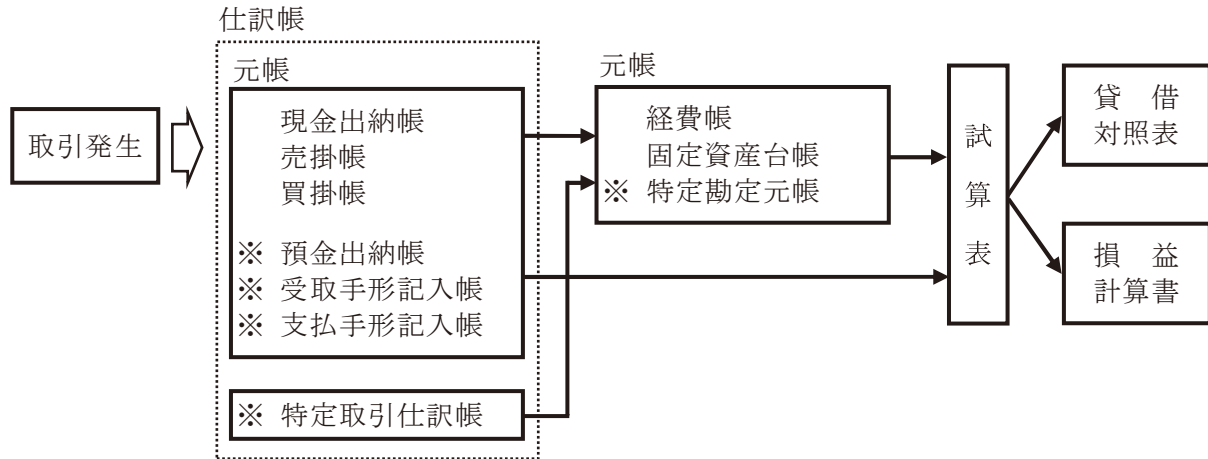 仕訳帳
元帳
取引発生
現金出納帳
売掛帳
買掛帳
※ 預金出納帳
※ 受取手形記入帳
※ 支払手形記入帳
※ 特定取引仕訳帳
元帳
経費帳
固定資産台帳
※ 特定勘定元帳
試算表
貸　借
対照表
損　益
計算書